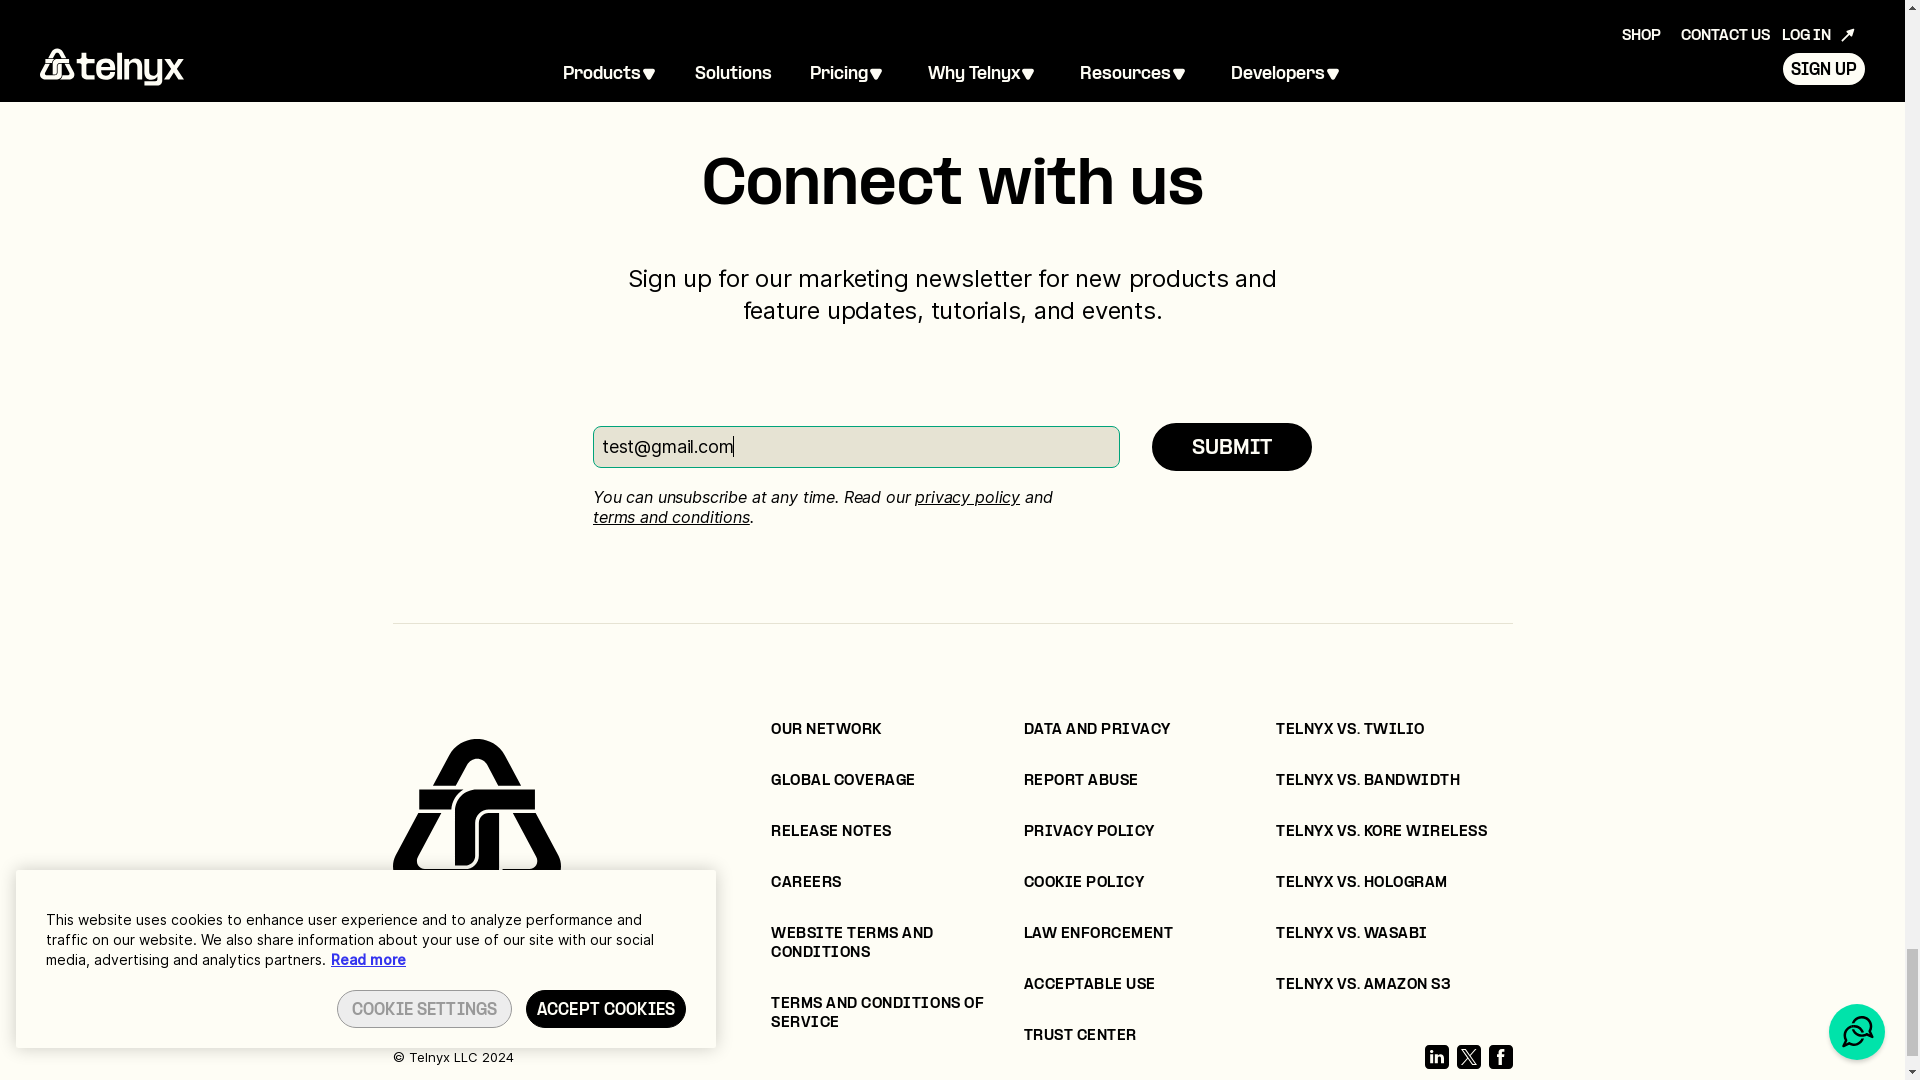 SHOP
CONTACT US
LOG IN
telnyx
Products
Solutions
Pricing
Why Telnyx
Resources
Developers
SIGN UP
Connect with us
Sign up for our marketing newsletter for new products and
feature updates, tutorials, and events.
test@gmail.com
SUBMIT
You can unsubscribe at any time. Read our privacy policy and
terms and conditions.
OUR NETWORK
GLOBAL COVERAGE
RELEASE NOTES
CAREERS
WEBSITE TERMS AND
CONDITIONS
TERMS AND CONDITIONS OF
SERVICE
DATA AND PRIVACY
REPORT ABUSE
PRIVACY POLICY
COOKIE POLICY
LAW ENFORCEMENT
ACCEPTABLE USE
TRUST CENTER
TELNYX VS. TWILIO
TELNYX VS. BANDWIDTH
TELNYX VS. KORE WIRELESS
TELNYX VS. HOLOGRAM
TELNYX VS. WASABI
TELNYX VS. AMAZON S3
This website uses cookies to enhance user experience and to analyze performance and
traffic on our website. We also share information about your use of our site with our social
media, advertising and analytics partners. Read more
COOKIE SETTINGS
ACCEPT COOKIES
© Telnyx LLC 2024